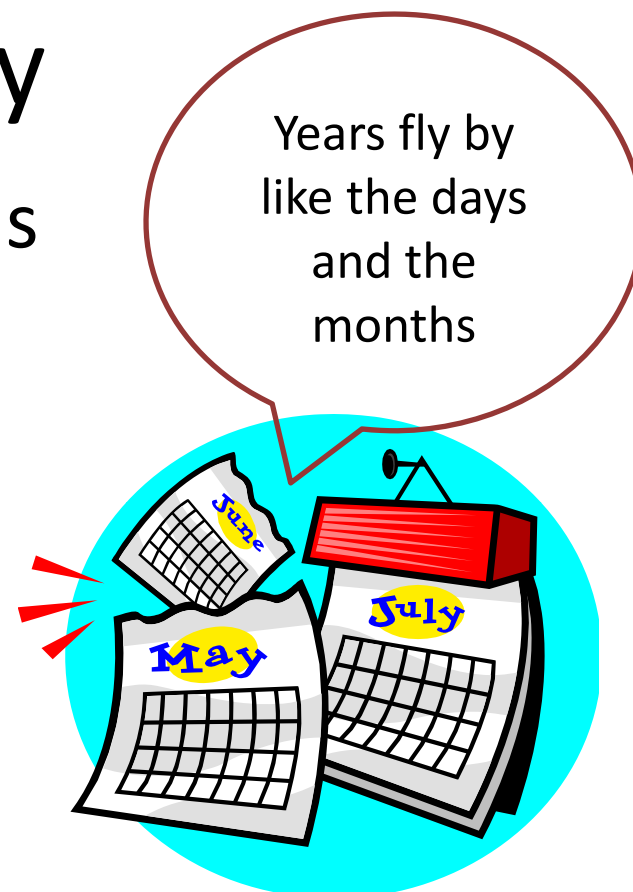 y
s
Years fly by
like the days
and the
months
June
July
May